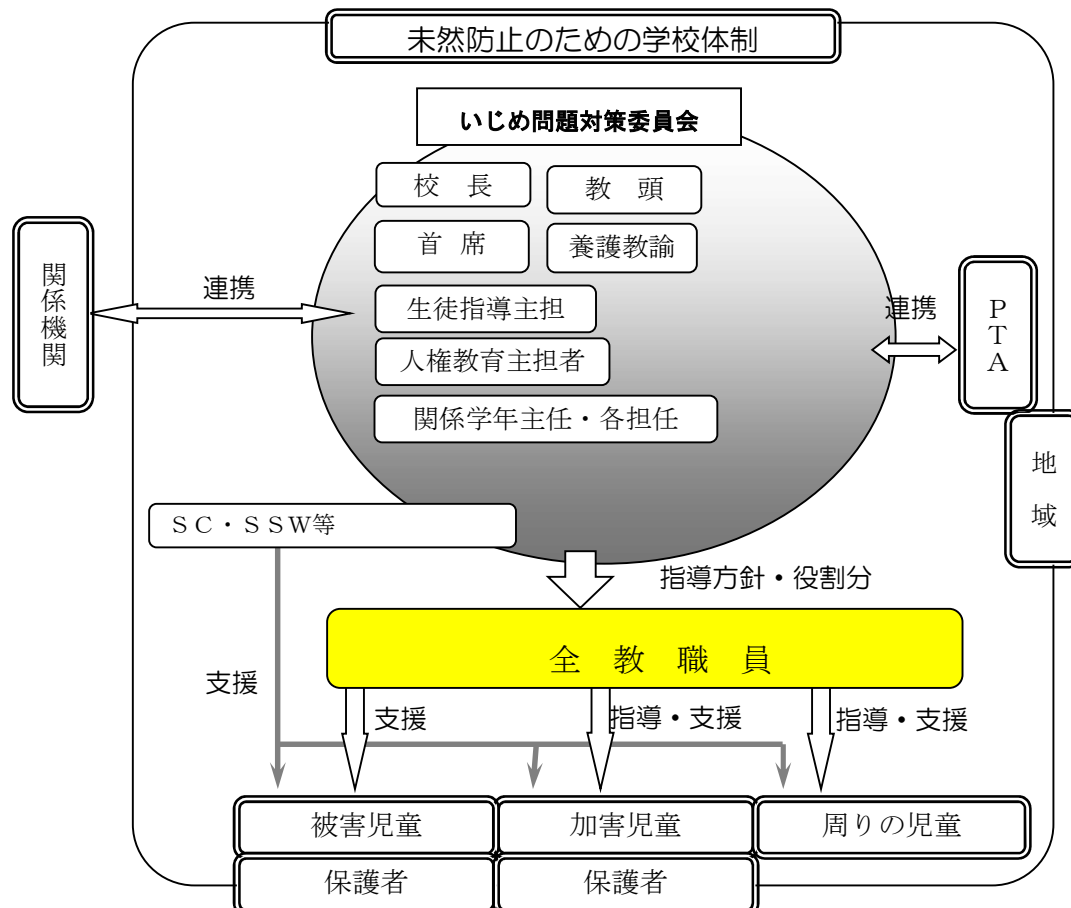 未然防止のための学校体制
いじめ問題対策委員会
校　長
教　頭
首　席
養護教諭
関係機関
連携
生徒指導主担
連携
PTA
人権教育主担者
関係学年主任・各担任
地域
ＳＣ・ＳＳＷ等
指導方針・役割分
全　教　職　員
支援
支援
指導・支援
指導・支援
被害児童
加害児童
周りの児童
保護者
保護者